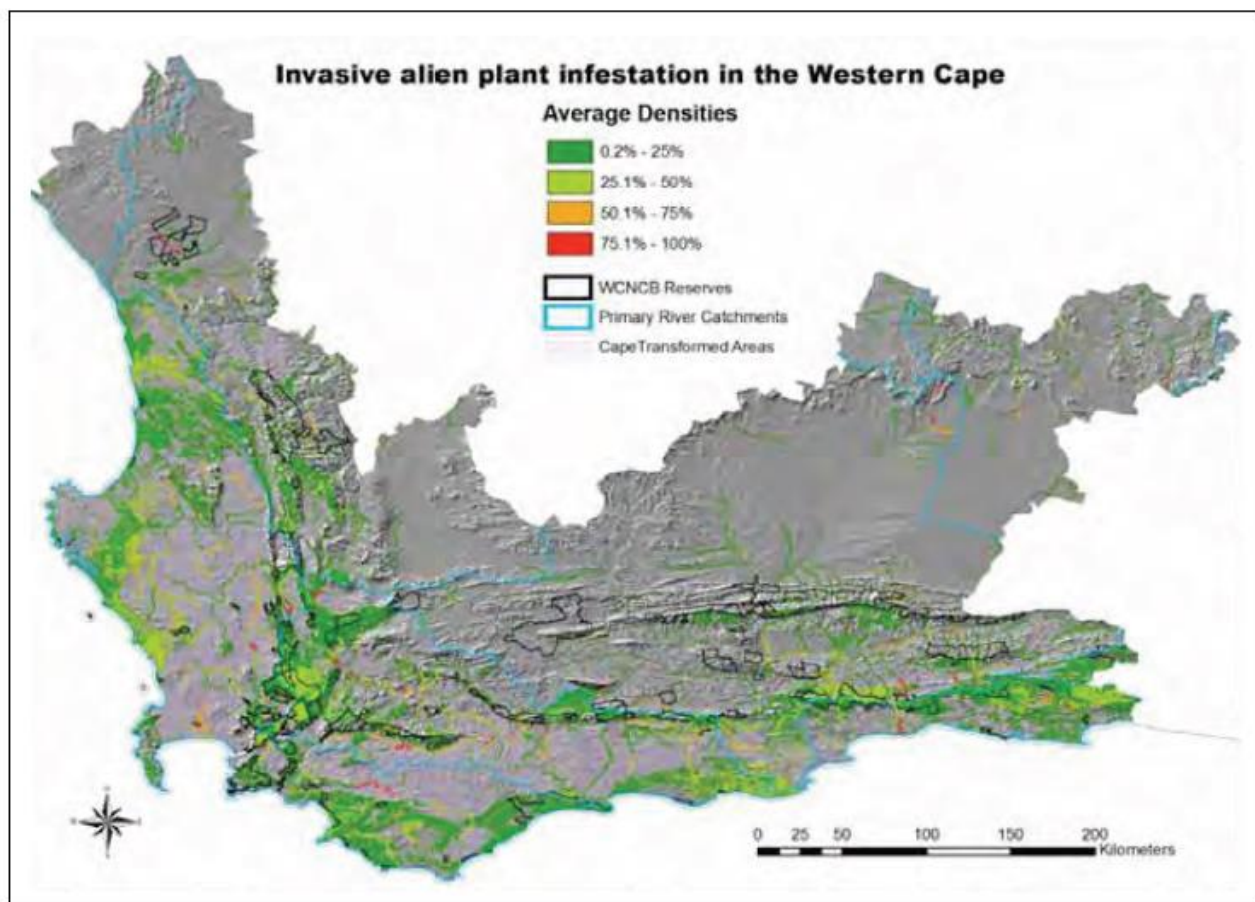 Invasive alien plant infestation in the Western Cape
Average Densities
0.2% - 25%
25.1% - 50%
50.1% - 75%
75.1% - 100%
WCNCB Reserves
Primary River Catchments
CapeTransformed Areas
0 25 50 100 150 200
Kilometers